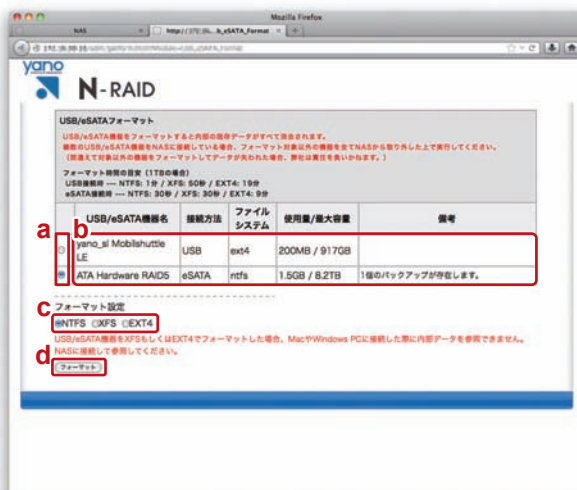 Mozilla Firefox
NAS
http://172.16....b_eSATA_Format
yano
N-RAID
USB/eSATAフォーマット
USB/eSATA機器をフォーマットすると内部の既存データがすべて消去されます。
複数のUSB/eSATA機器をNASに接続している場合、フォーマット対象以外の機器を全てNASから取り外した上で実行してください。
（間違えて対象以外の機器をフォーマットしてデータが失われた場合、弊社は責任を負いかねます。）
フォーマット時間の目安（1TBの場合）
USB接続時 --- NTFS: 1分 / XFS: 50秒 / EXT4: 19分
eSATA接続時 --- NTFS: 30秒 / XFS: 30秒 / EXT4: 9分
USB/eSATA機器名 接続方法 ファイルシステム 使用量/最大容量 備考
a b
yano_sl Mobilshuttle LE USB ext4 200MB / 917GB
ATA Hardware RAID5 eSATA ntfs 1.5GB / 8.2TB 1個のバックアップが存在します。
c フォーマット設定
NTFS XFS EXT4
USB/eSATA機器をXFSもしくはEXT4でフォーマットした場合、MacやWindows PCに接続した際に内部データを参照できません。
NASに接続して参照してください。
d フォーマット